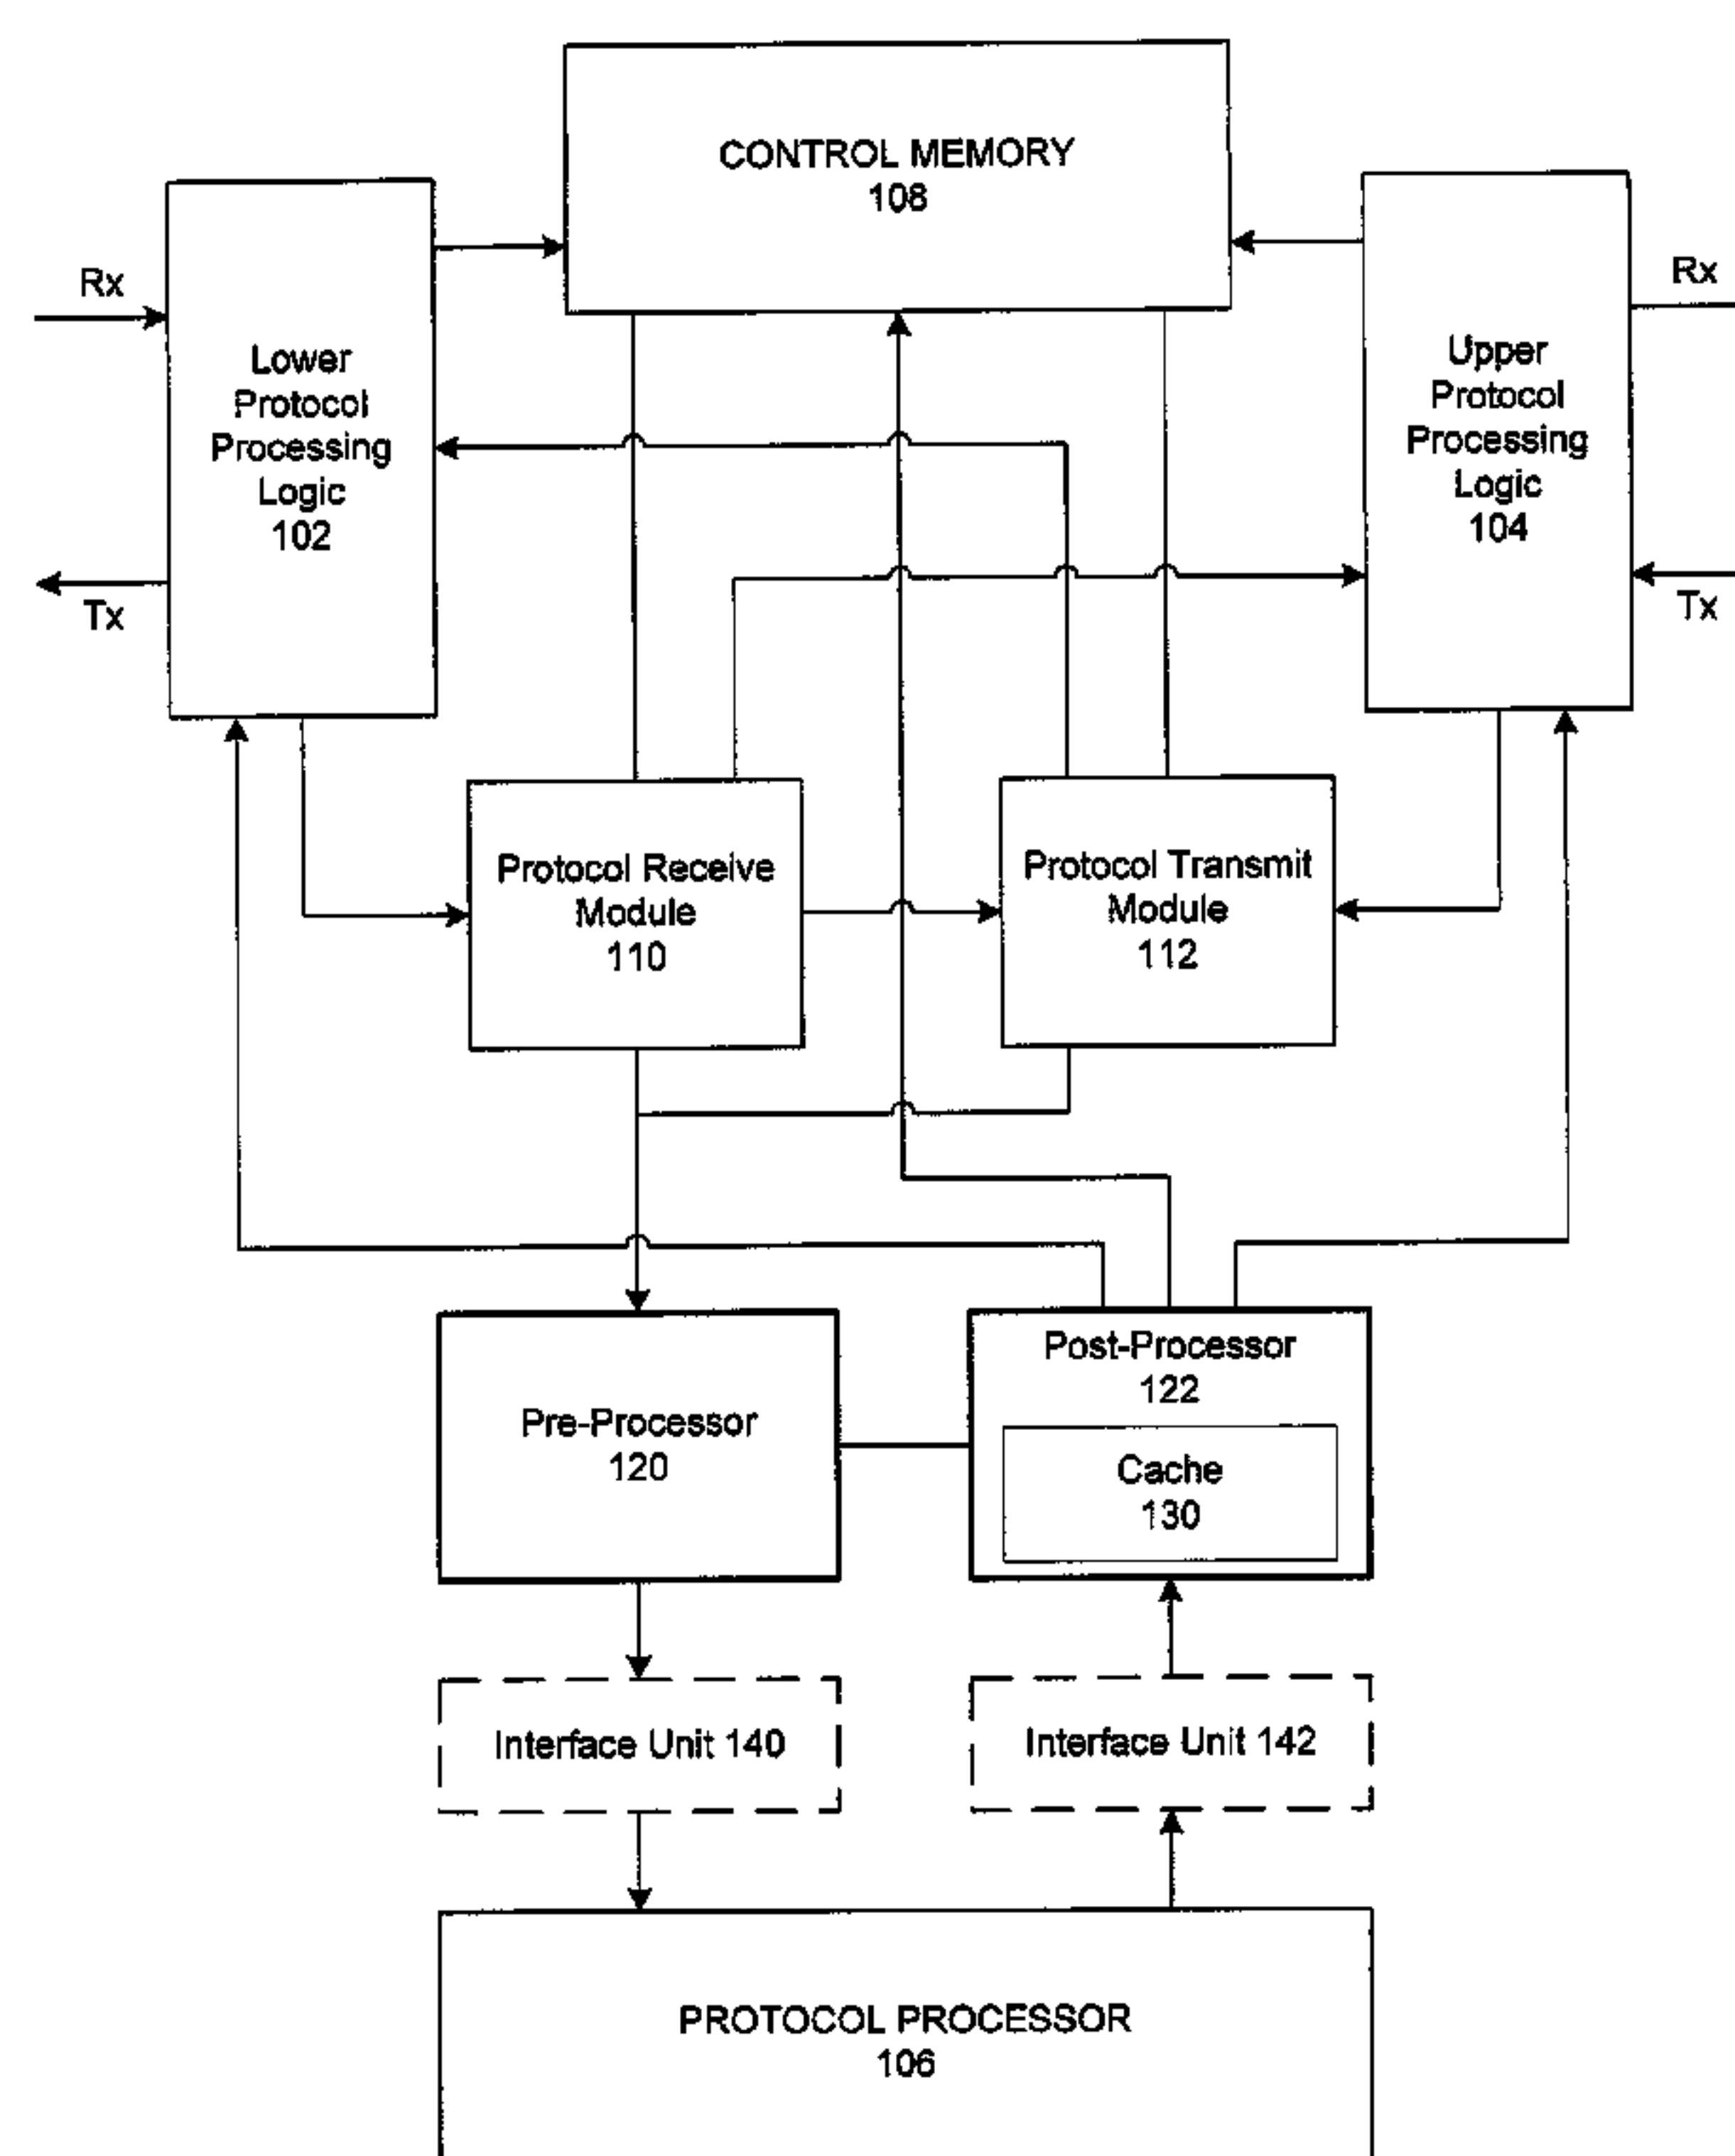 CONTROL MEMORY
108
Rx
Lower
Protocol
Processing
Logic
102
Tx
Rx
Upper
Protocol
Processing
Logic
104
Tx
Protocol Receive
Module
110
Protocol Transmit
Module
112
Pre-Processor
120
Post-Processor
122
Cache
130
Interface Unit 140
Interface Unit 142
PROTOCOL PROCESSOR
106